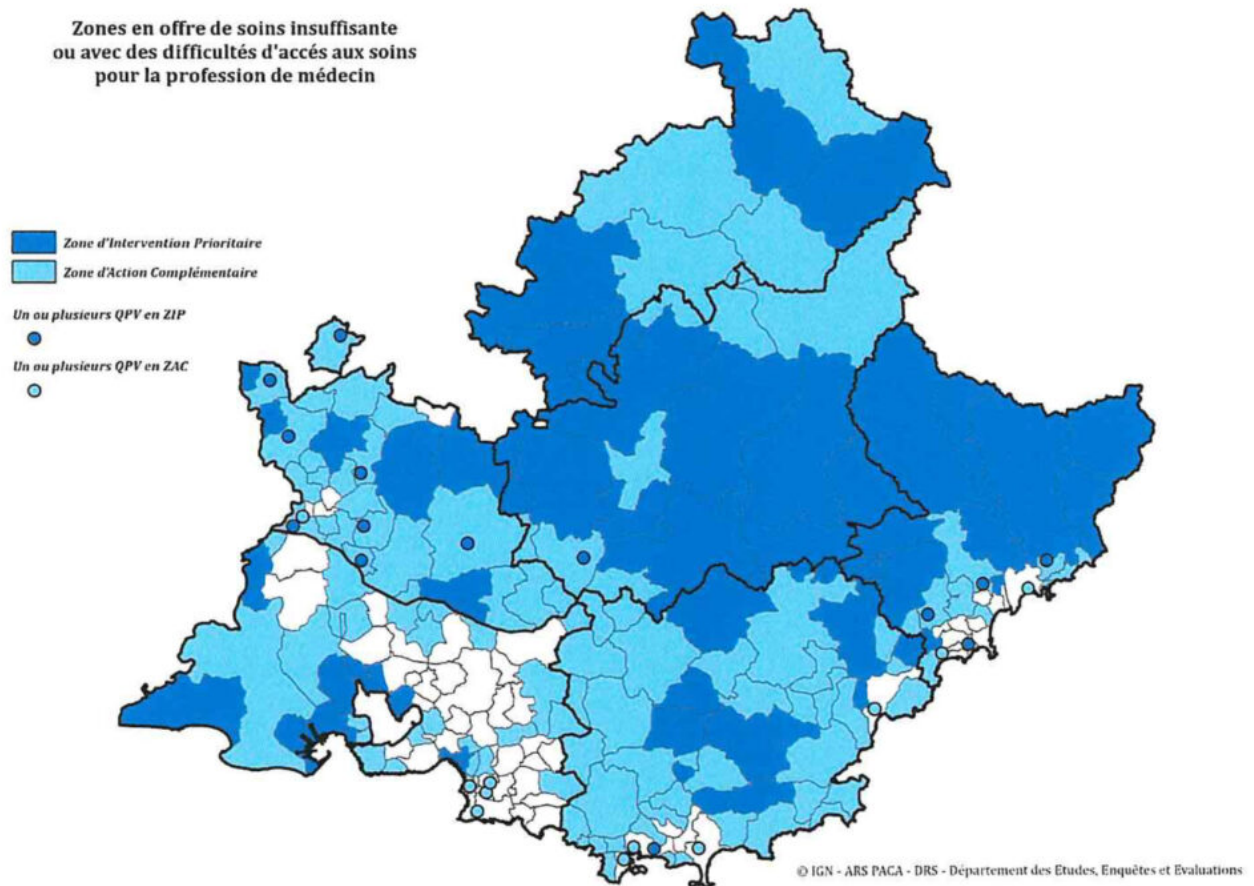 Zones en offre de soins insuffisante
ou avec des difficultés d'accés aux soins
pour la profession de médecin
Zone d'Intervention Prioritaire
Zone d'Action Complémentaire
Un ou plusieurs QPV en ZIP
Un ou plusieurs QPV en ZAC
© IGN - ARS PACA - DRS - Département des Etudes, Enquêtes et Evaluations